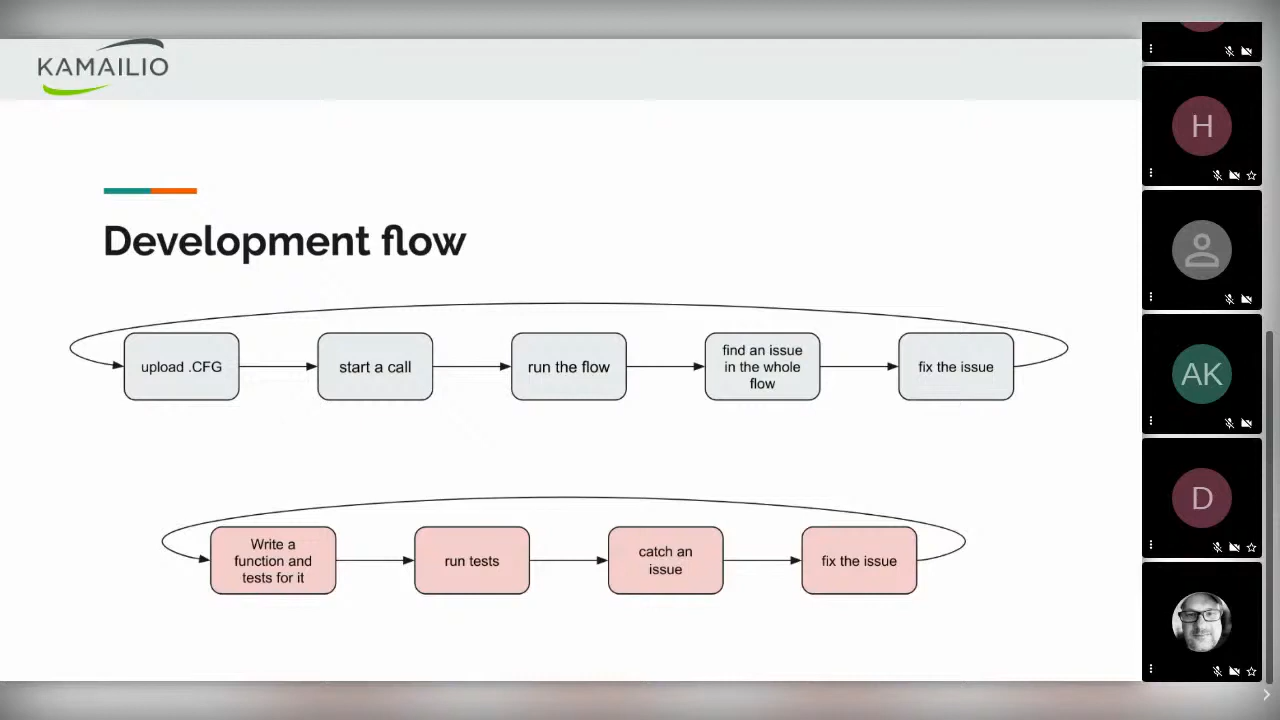 KAMAILIO
Development flow
upload .CFG
start a call
run the flow
find an issue
in the whole
flow
fix the issue
Write a
function and
tests for it
run tests
catch an
issue
fix the issue
H
AK
D